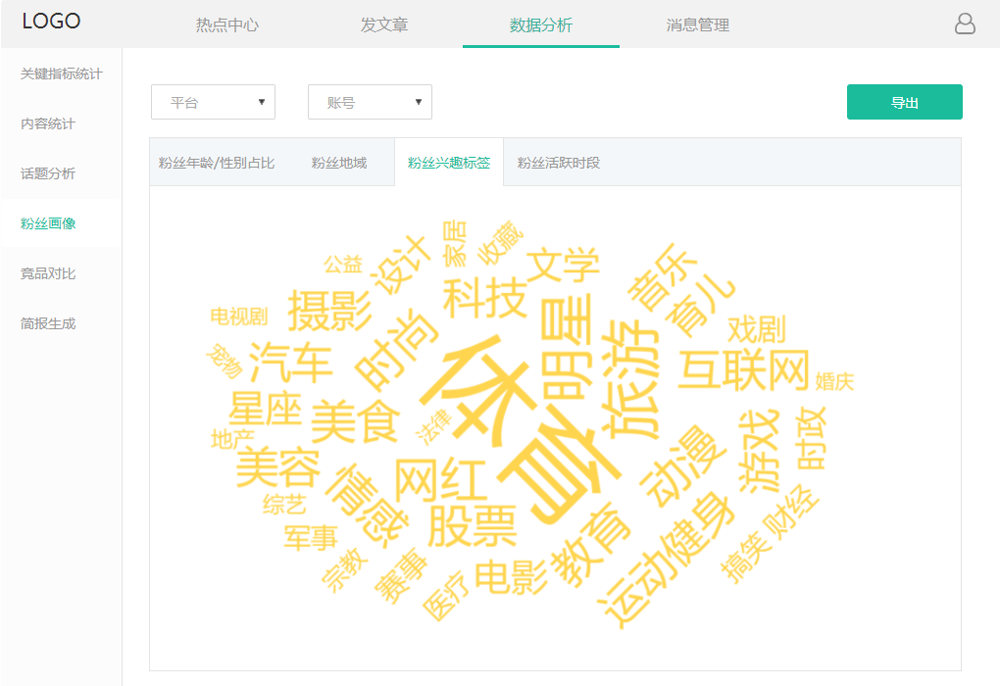 LOGO
热点中心
发文章
数据分析
消息管理
关键指标统计
内容统计
话题分析
粉丝画像
竞品对比
简报生成
平台
账号
导出
粉丝年龄/性别占比
粉丝地域
粉丝兴趣标签
粉丝活跃时段
家居
收藏
设计
公益
文学
音乐
科技
育儿
摄影
电视剧
时尚
明星
戏剧
宠物
汽车
体育
旅游
互联网
婚庆
星座
美食
法律
地产
美容
网红
动漫
游戏
时政
情感
综艺
股票
军事
教育
运动健身
财经
搞笑
宗教
赛事
医疗
电影